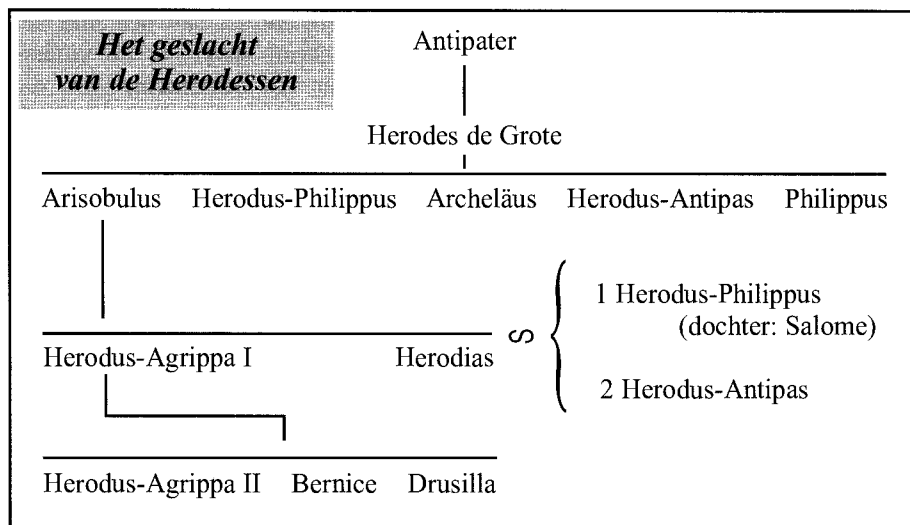 Het geslacht
van de Herodessen
Antipater
Herodes de Grote
Arisobulus Herodus-Philippus Archeläus Herodus-Antipas Philippus
1 Herodus-Philippus
(dochter: Salome)
Herodus-Agrippa I Herodias
2 Herodus-Antipas
Herodus-Agrippa II Bernice Drusilla